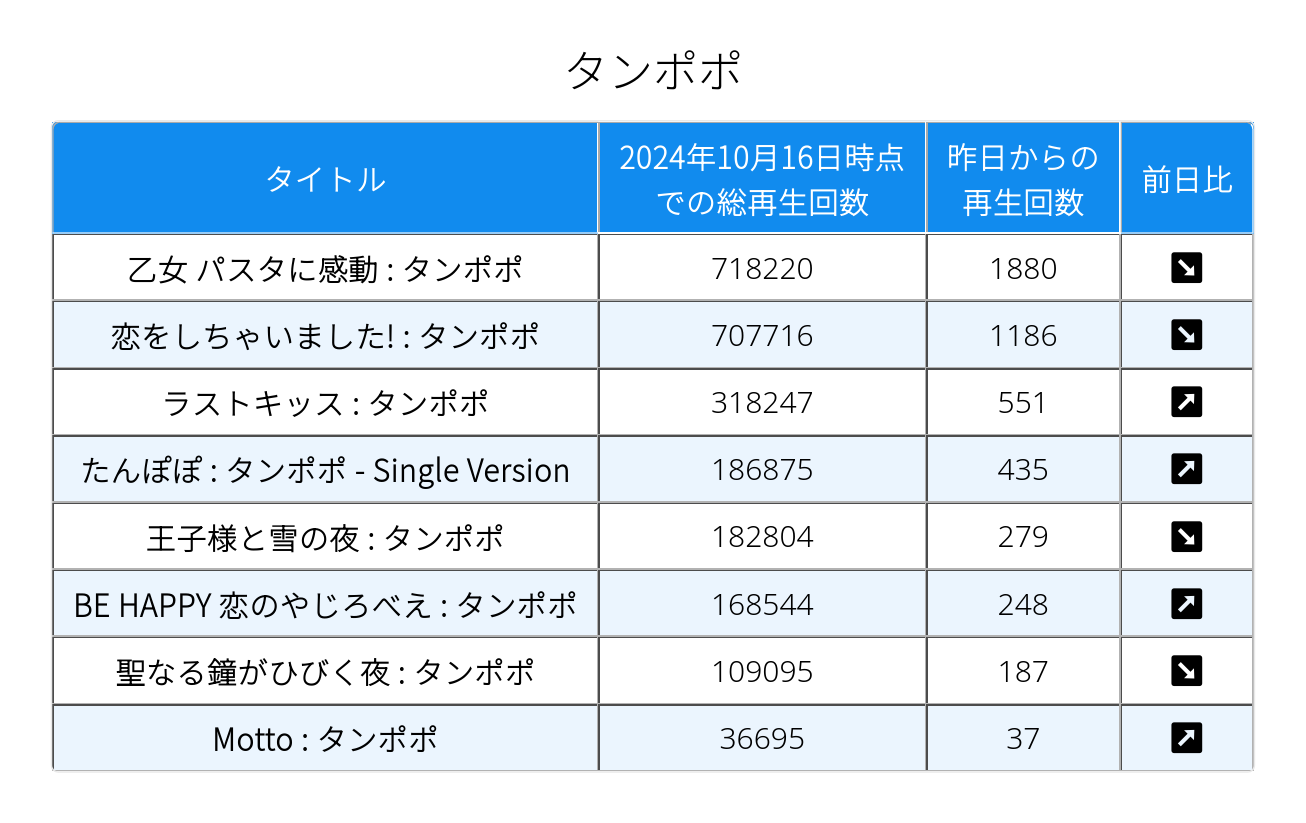 タンポポ
タイトル
2024年10月16日時点
での総再生回数
昨日からの
再生回数
前日比
乙女 パスタに感動 : タンポポ 718220 1880 ↘
恋をしちゃいました! : タンポポ 707716 1186 ↘
ラストキッス : タンポポ 318247 551 ↗
たんぽぽ : タンポポ - Single Version 186875 435 ↗
王子様と雪の夜 : タンポポ 182804 279 ↘
BE HAPPY 恋のやじろべえ : タンポポ 168544 248 ↗
聖なる鐘がひびく夜 : タンポポ 109095 187 ↘
Motto : タンポポ 36695 37 ↗